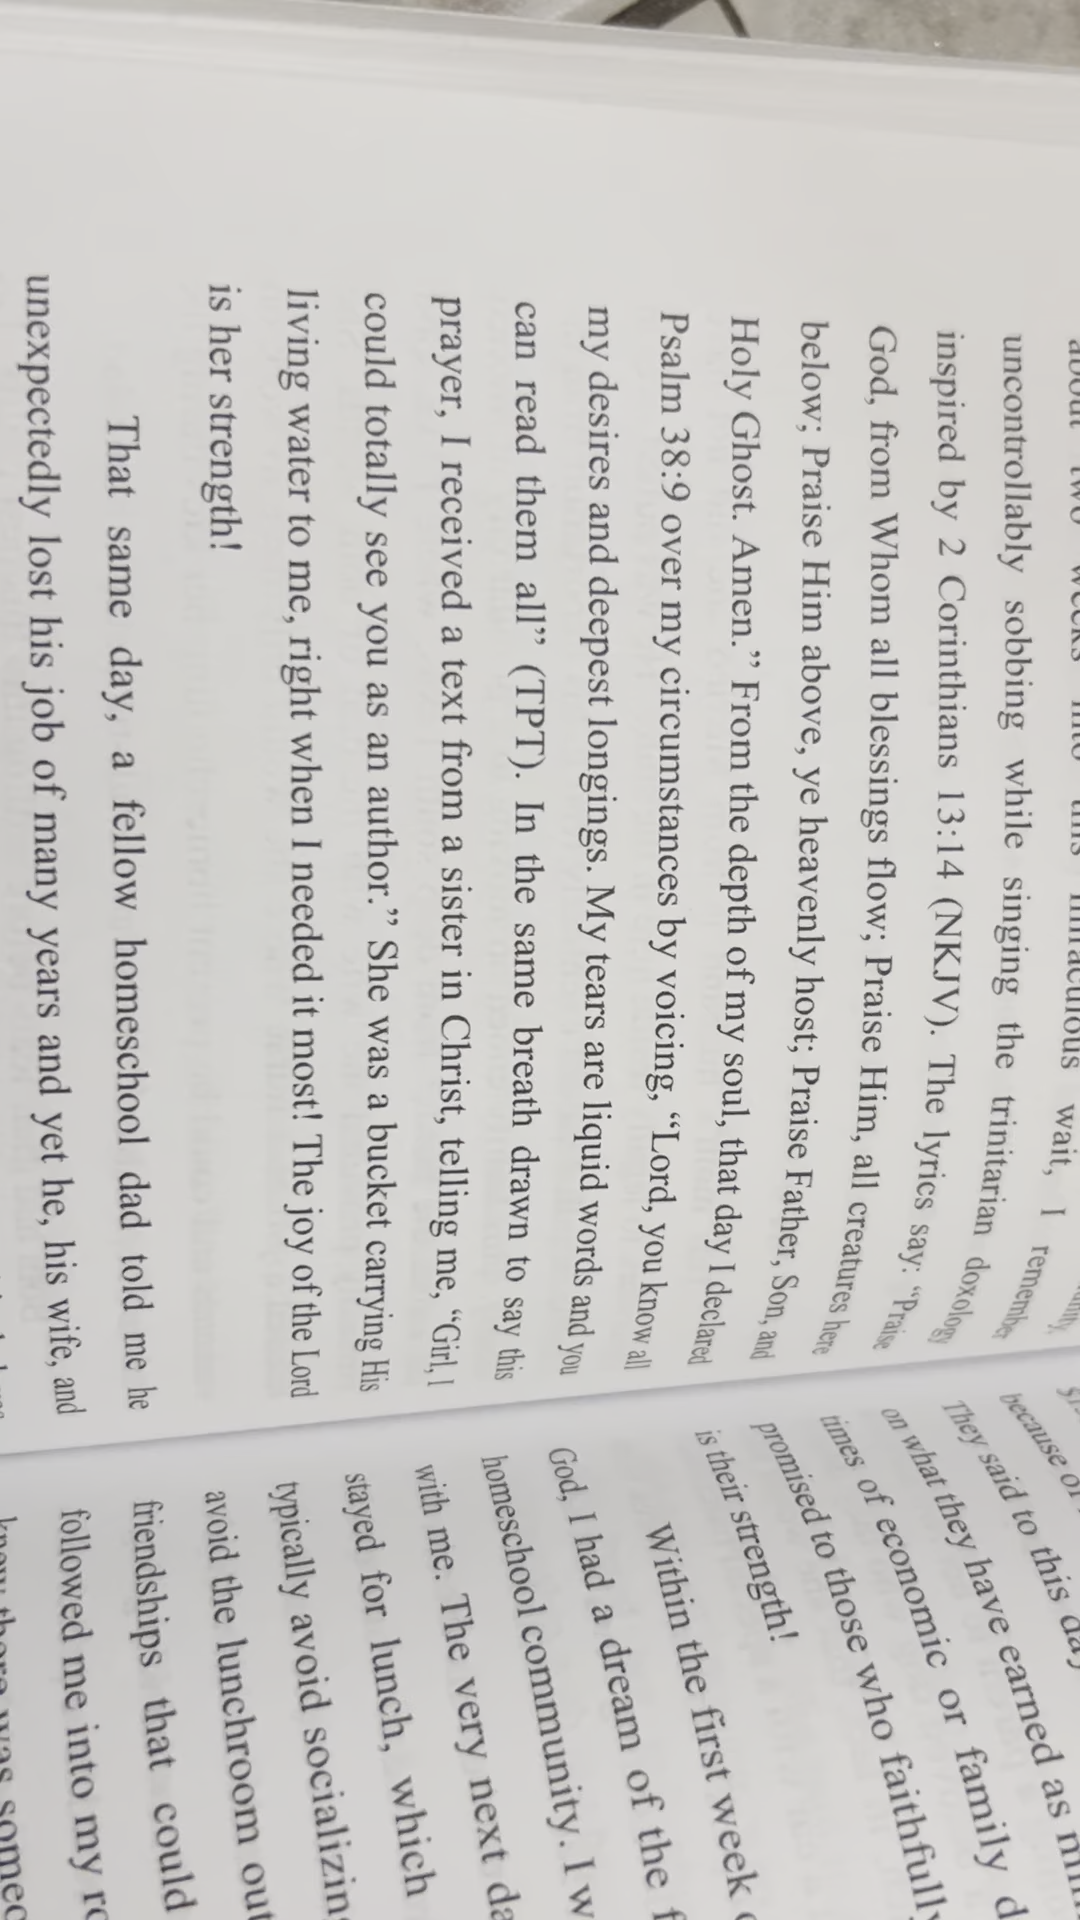 about two weeks into this miraculous wait, I remember
uncontrollably sobbing while singing the trinitarian doxology
inspired by 2 Corinthians 13:14 (NKJV). The lyrics say: “Praise
God, from Whom all blessings flow; Praise Him, all creatures here
below; Praise Him above, ye heavenly host; Praise Father, Son, and
Holy Ghost. Amen.” From the depth of my soul, that day I declared
Psalm 38:9 over my circumstances by voicing, “Lord, you know all
my desires and deepest longings. My tears are liquid words and you
can read them all” (TPT). In the same breath drawn to say this
prayer, I received a text from a sister in Christ, telling me, “Girl, I
could totally see you as an author.” She was a bucket carrying His
living water to me, right when I needed it most! The joy of the Lord
is her strength!
That same day, a fellow homeschool dad told me he
unexpectedly lost his job of many years and yet he, his wife, and
because of
They said to this day
on what they have earned as
times of economic or family
promised to those who faithfully
is their strength!
Within the first week
God, I had a dream of the
homeschool community. I
with me. The very next
stayed for lunch, which
typically avoid
avoid the lunchroom
friendships that could
followed me into my